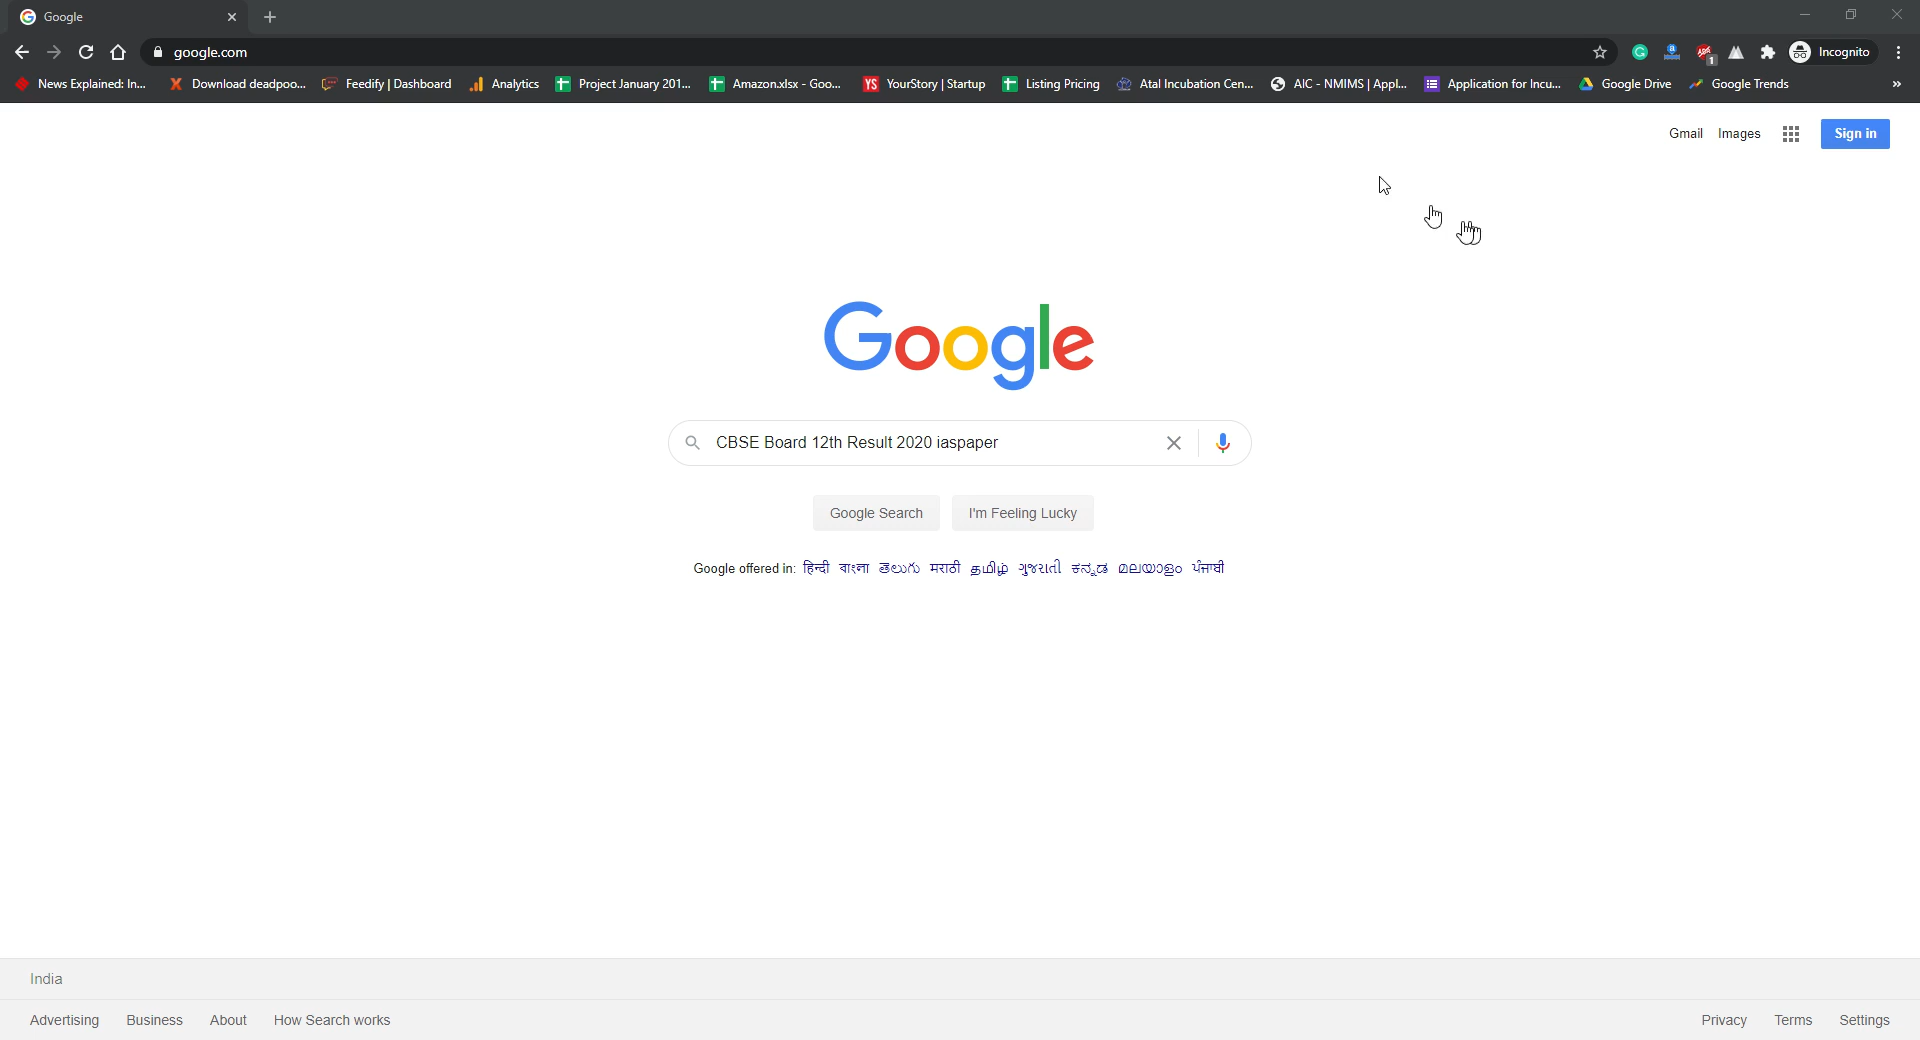 Google
google.com
1
Incognito
News Explained: In...
Download deadpoo...
Feedify | Dashboard
Analytics
Project January 201...
Amazon.xlsx - Goo...
YS YourStory | Startup
Listing Pricing
Atal Incubation Cen...
AIC - NMIMS | Appl...
Application for Incu...
Google Drive
Google Trends
»
Gmail Images Sign in
Google
CBSE Board 12th Result 2020 iaspaper
Google Search I'm Feeling Lucky
Google offered in: हिन्दी বাংলা తెలుగు मराठी தமிழ் ગુજરાતી ಕನ್ನಡ മലയാളം ਪੰਜਾਬੀ
India
Advertising Business About How Search works Privacy Terms Settings